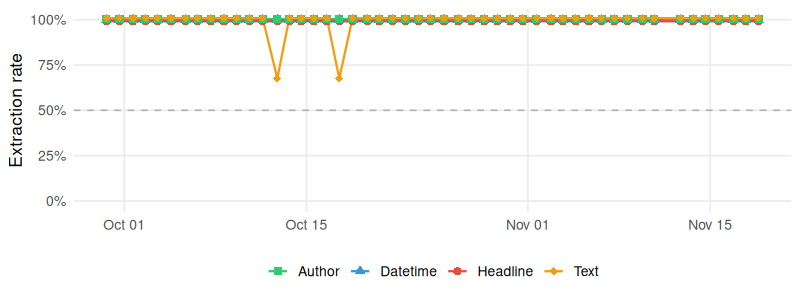 Extraction rate
100%
75%
50%
25%
0%
Oct 01 Oct 15 Nov 01 Nov 15
Author Datetime Headline Text